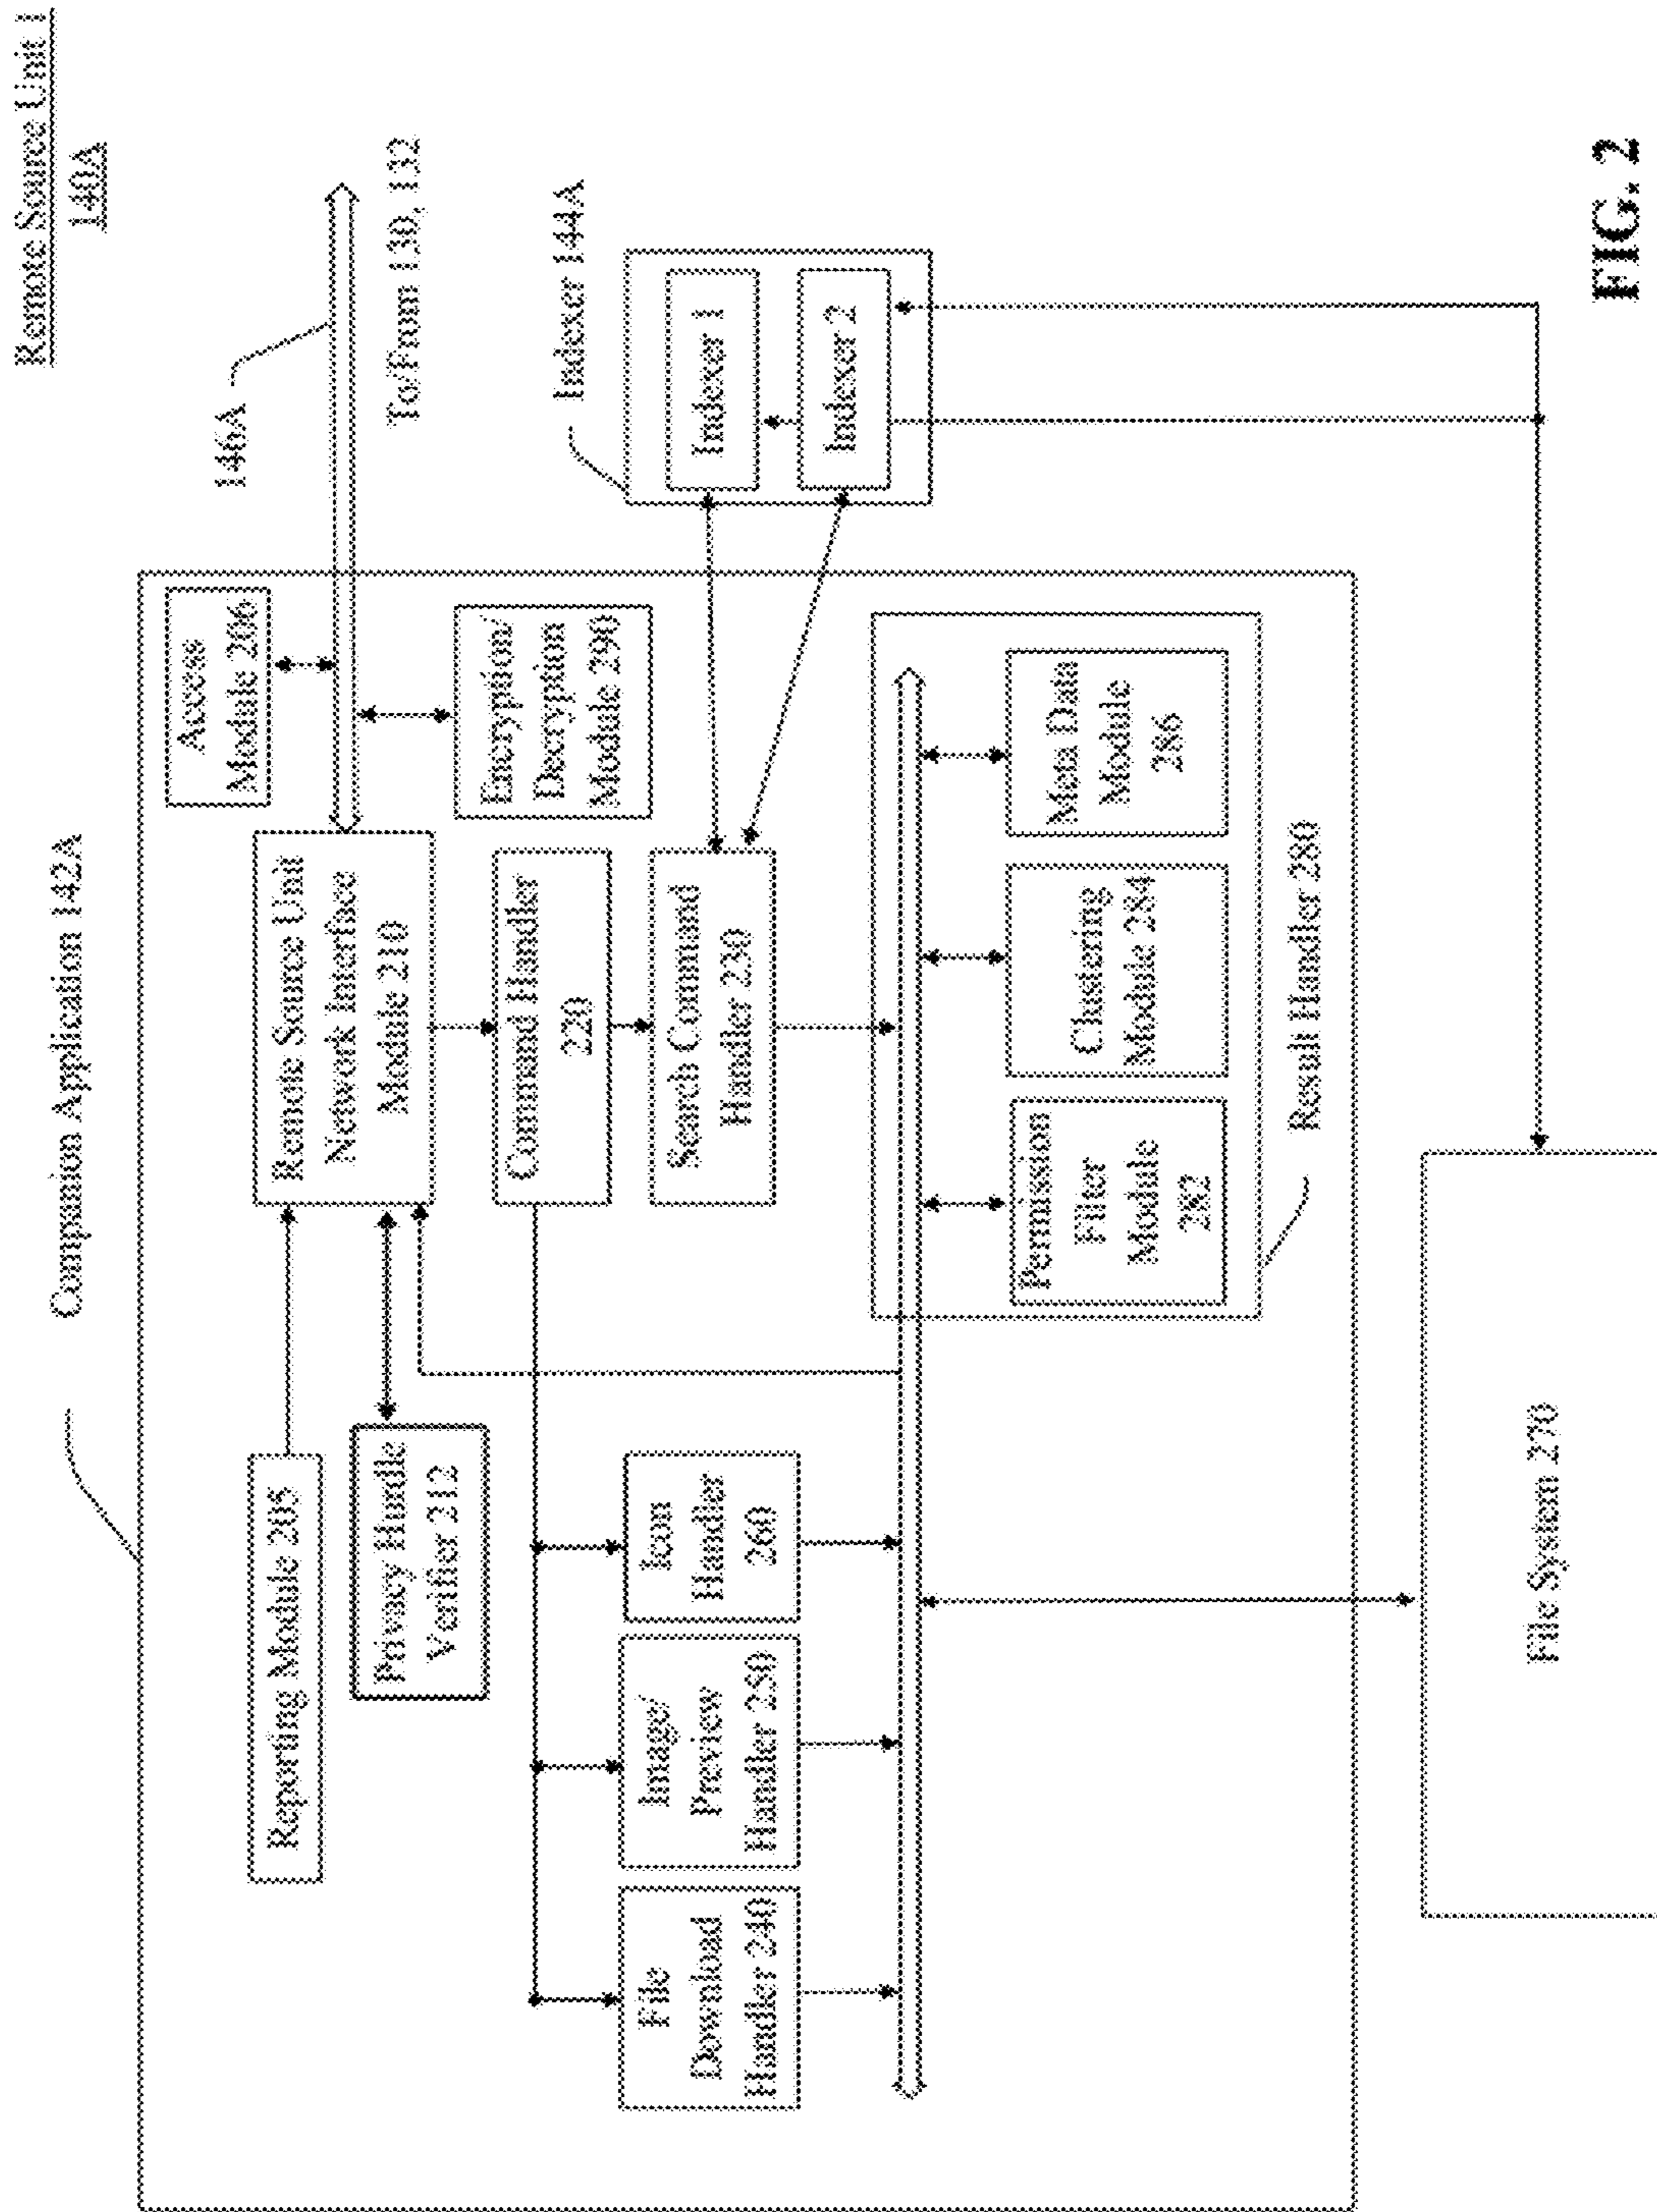 Remote Source Unit 1
140A
Companion Application 142A
Reporting Module 205
Privacy Hurdle
Verifier 212
Remote Source Unit
Network Interface
Module 210
Access
Module 206
146A
To/From 130, 132
Encryption/
Decryption
Module 290
Command Handler
220
Search Command
Handler 230
Indexer 144A
Indexer 1
Indexer 2
File
Download
Handler 240
Image/
Preview
Handler 250
Icon
Handler
260
Permission
Filter
Module
282
Clustering
Module 284
Meta Data
Module
286
Result Handler 280
File System 270
FIG. 2